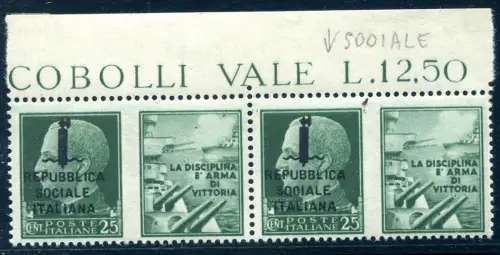 ↓SOOIALE
COBOLLI VALE L.12,50
REPUBBLICA
SOCIALE
ITALIANA
CENT. POSTE
ITALIANE 25
LA DISCIPLINA
E' ARMA
DI
VITTORIA
REPUBBLICA
SOOIALE
ITALIANA
CENT. POSTE
ITALIANE 25
LA DISCIPLINA
E' ARMA
DI
VITTORIA